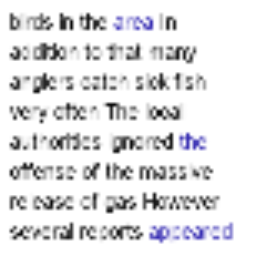 birds in the area In
addition to that many
anglers catch sick fish
very often The local
authorities ignored the
offense of the massive
release of gas However
several reports appeared